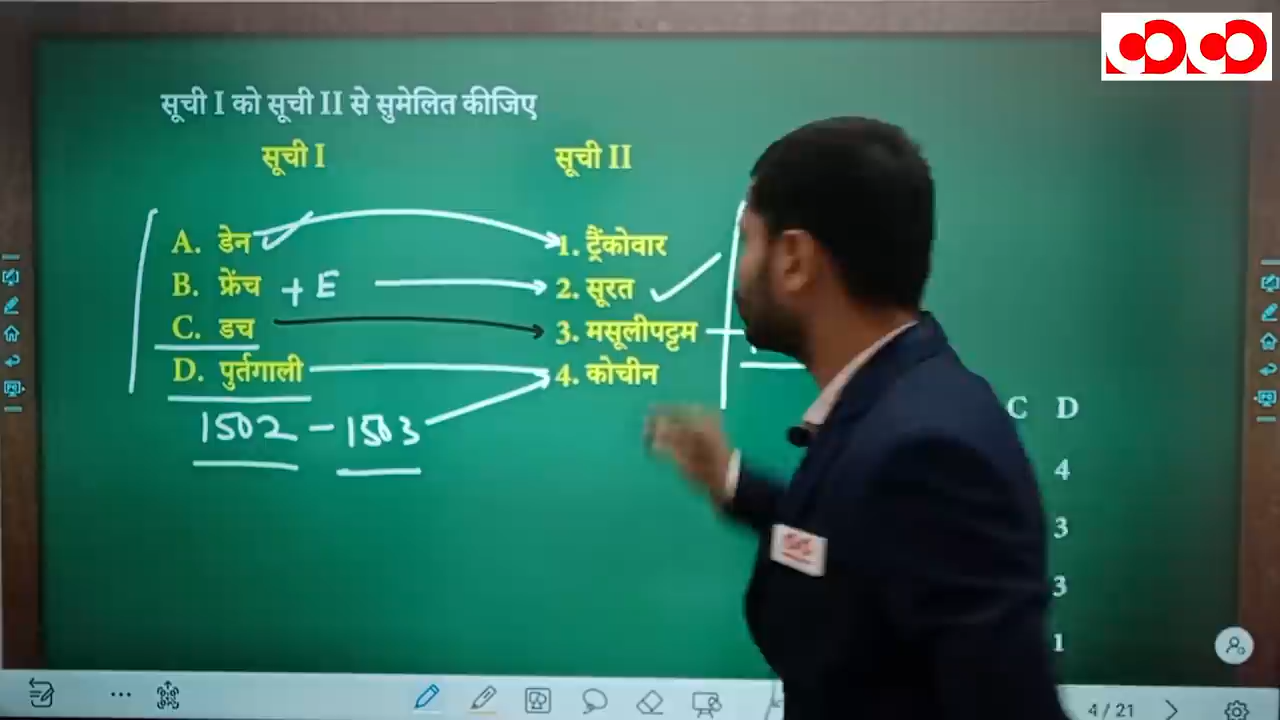 सूची I को सूची II से सुमेलित कीजिए
सूची I सूची II
A. डेन 1. ट्रैंकोवार
B. फ्रेंच + E 2. सूरत
C. डच 3. मसूलीपट्टम
D. पुर्तगाली 4. कोचीन
1502 - 1503
C D
4
3
3
1
4 / 21